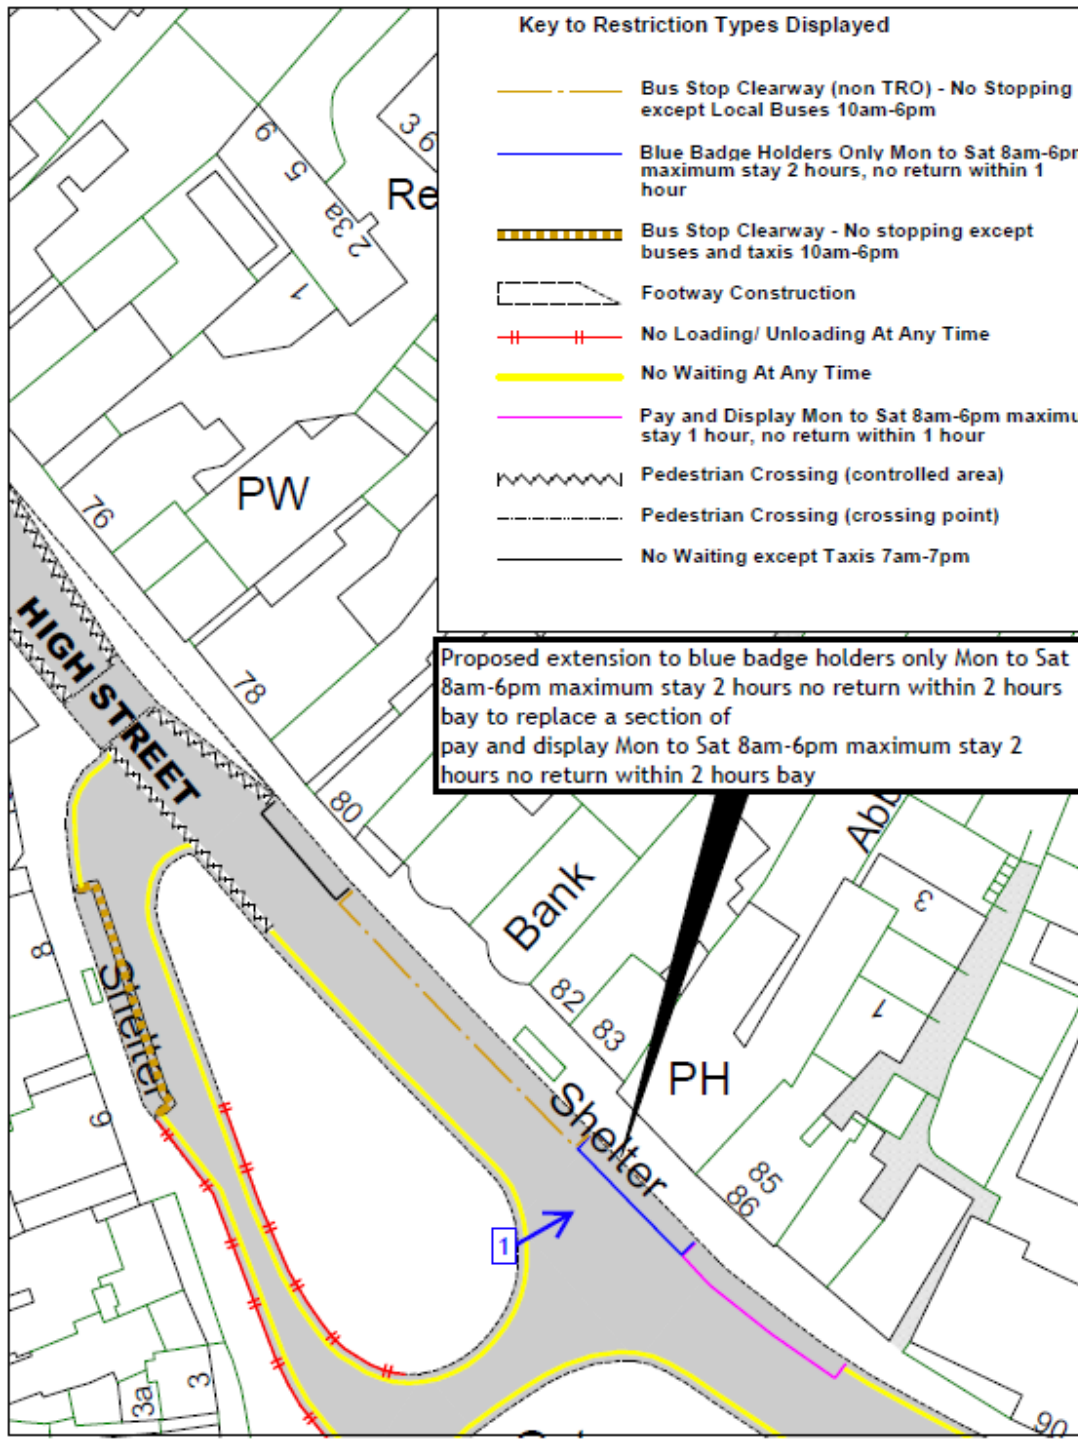 Key to Restriction Types Displayed
Bus Stop Clearway (non TRO) - No Stopping
except Local Buses 10am-6pm
Blue Badge Holders Only Mon to Sat 8am-6pm
maximum stay 2 hours, no return within 1
hour
Bus Stop Clearway - No stopping except
buses and taxis 10am-6pm
Footway Construction
No Loading/ Unloading At Any Time
No Waiting At Any Time
Pay and Display Mon to Sat 8am-6pm maximu
stay 1 hour, no return within 1 hour
Pedestrian Crossing (controlled area)
Pedestrian Crossing (crossing point)
No Waiting except Taxis 7am-7pm
Proposed extension to blue badge holders only Mon to Sat
8am-6pm maximum stay 2 hours no return within 2 hours
bay to replace a section of
pay and display Mon to Sat 8am-6pm maximum stay 2
hours no return within 2 hours bay
9
5
3a
2
1
39
Re
PW
76
78
80
HIGH STREET
Bank
82
83
PH
85
86
90
Abb
3
1
Shelter
Shelter
8
9
3a
3
1